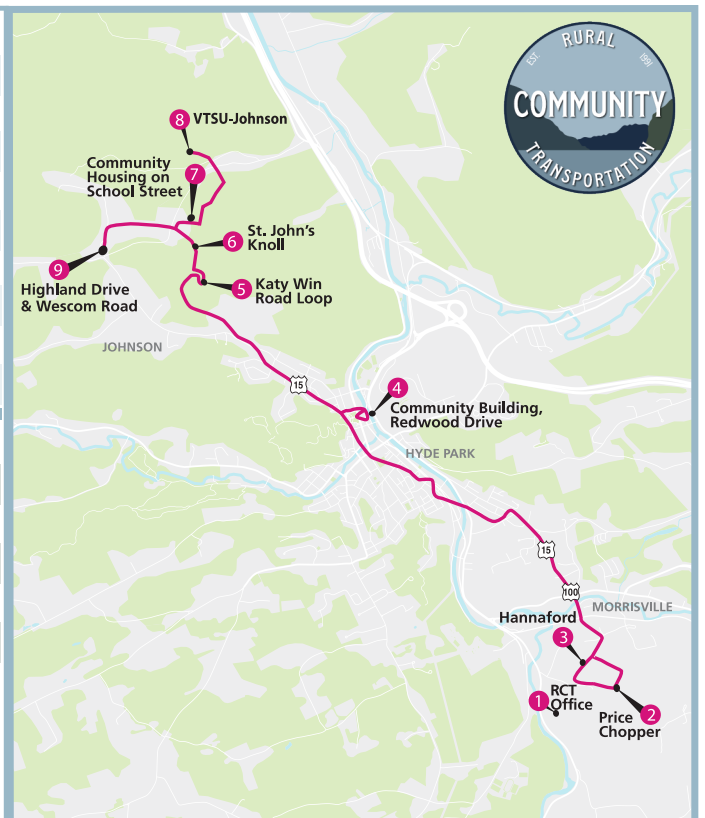 RURAL
EST
1991
COMMUNITY
TRANSPORTATION
8 VTSU-Johnson
Community
Housing on
School Street
7
6 St. John's
Knoll
9
Highland Drive
& Wescom Road
5 Katy Win
Road Loop
JOHNSON
15
4
Community Building,
Redwood Drive
HYDE PARK
15
100
MORRISVILLE
Hannaford
3
1 RCT
Office
2
Price
Chopper